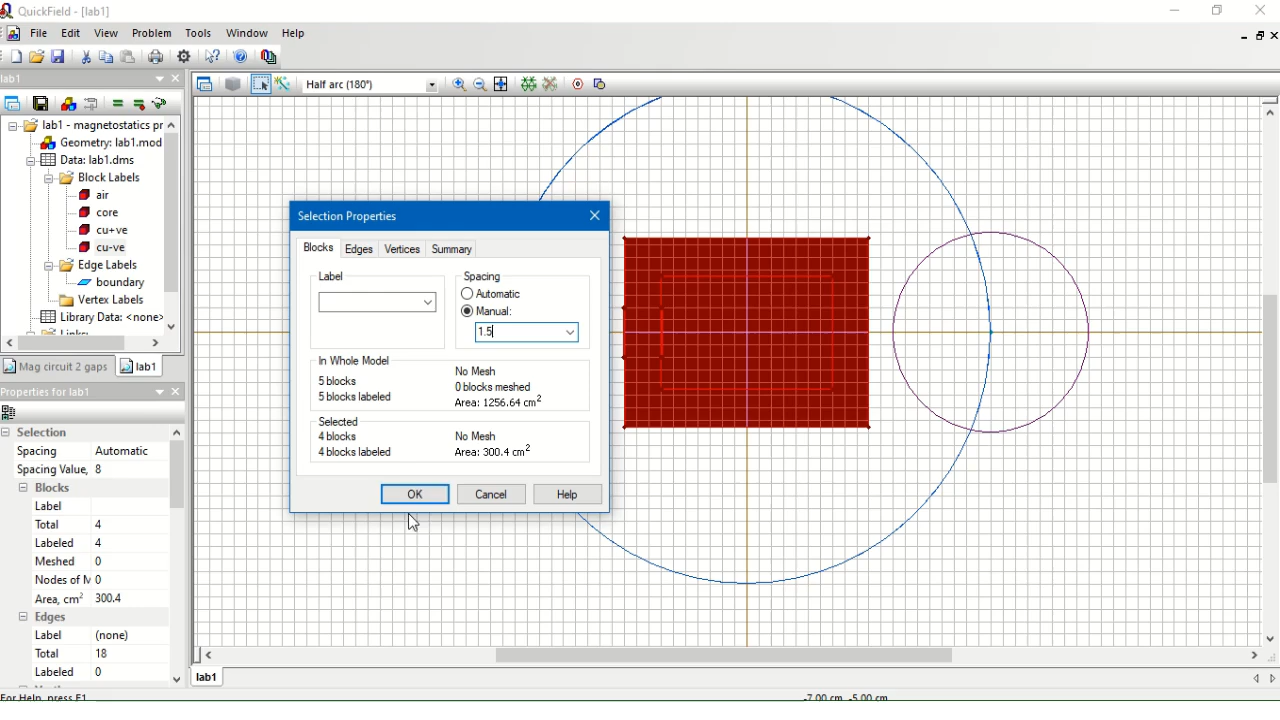 QuickField - [lab1]
File Edit View Problem Tools Window Help
lab1
Half arc (180°)
lab1 - magnetostatics pr
Geometry: lab1.mod
Data: lab1.dms
Block Labels
air
core
cu+ve
cu-ve
Edge Labels
boundary
Vertex Labels
Library Data: <none>
Mag circuit 2 gaps lab1
Properties for lab1
Selection
Spacing Automatic
Spacing Value, 8
Blocks
Label
Total 4
Labeled 4
Meshed 0
Nodes of 0
Area, cm² 300.4
Edges
Label (none)
Total 18
Labeled 0
Selection Properties
Blocks Edges Vertices Summary
Label
Spacing
Automatic
Manual:
1.5
In Whole Model
5 blocks
5 blocks labeled
No Mesh
0 blocks meshed
Area: 1256.64 cm²
Selected
4 blocks
4 blocks labeled
No Mesh
Area: 300.4 cm²
OK Cancel Help
lab1
For Help, press F1
-7.00 cm, -5.00 cm